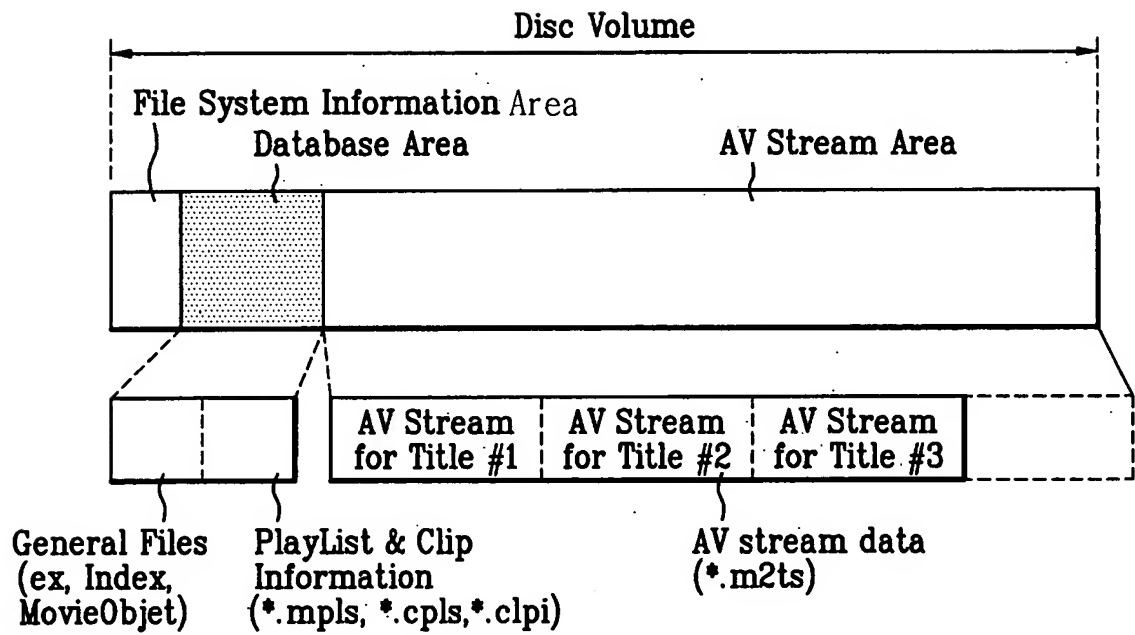 Disc Volume
File System Information Area
Database Area
AV Stream Area
AV Stream
for Title #1
AV Stream
for Title #2
AV Stream
for Title #3
General Files
(ex, Index,
MovieObjet)
PlayList & Clip
Information
(*.mpls, *.cpls,*.clpi)
AV stream data
(*.m2ts)